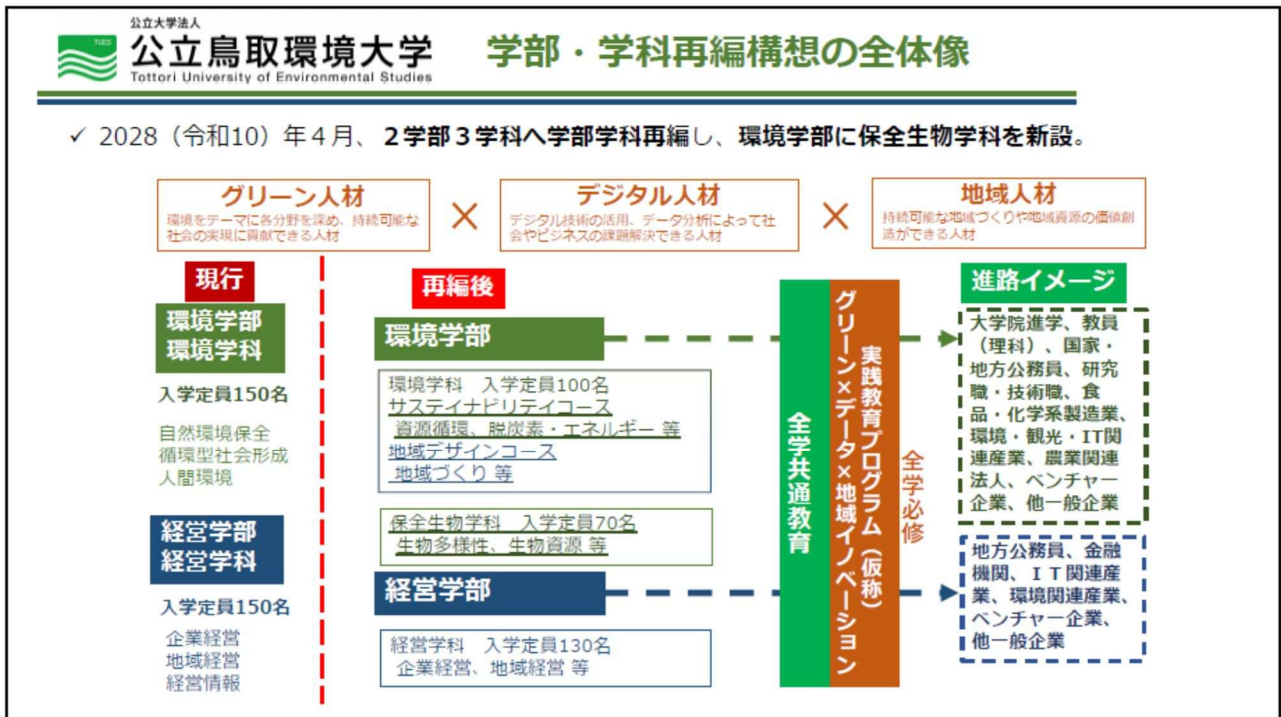 公立大学法人
TUES
公立鳥取環境大学
Tottori University of Environmental Studies
学部・学科再編構想の全体像
✓ 2028（令和10）年４月、２学部３学科へ学部学科再編し、環境学部に保全生物学科を新設。
グリーン人材
環境をテーマに各分野を深め、持続可能な
社会の実現に貢献できる人材
×
デジタル人材
デジタル技術の活用、データ分析によって社
会やビジネスの課題解決できる人材
×
地域人材
持続可能な地域づくりや地域資源の価値創
造ができる人材
現行
環境学部
環境学科
入学定員150名
自然環境保全
循環型社会形成
人間環境
経営学部
経営学科
入学定員150名
企業経営
地域経営
経営情報
再編後
環境学部
環境学科　入学定員100名
サステイナビリティコース
資源循環、脱炭素・エネルギー 等
地域デザインコース
地域づくり 等
保全生物学科　入学定員70名
生物多様性、生物資源 等
経営学部
経営学科　入学定員130名
企業経営、地域経営 等
全学共通教育
実践教育プログラム（仮称）
グリーン×データ×地域イノベーション
全学必修
進路イメージ
大学院進学、教員
（理科）、国家・
地方公務員、研究
職・技術職、食
品・化学系製造業、
環境・観光・IT関
連産業、農業関連
法人、ベンチャー
企業、他一般企業
地方公務員、金融
機関、ＩＴ関連産
業、環境関連産業、
ベンチャー企業、
他一般企業